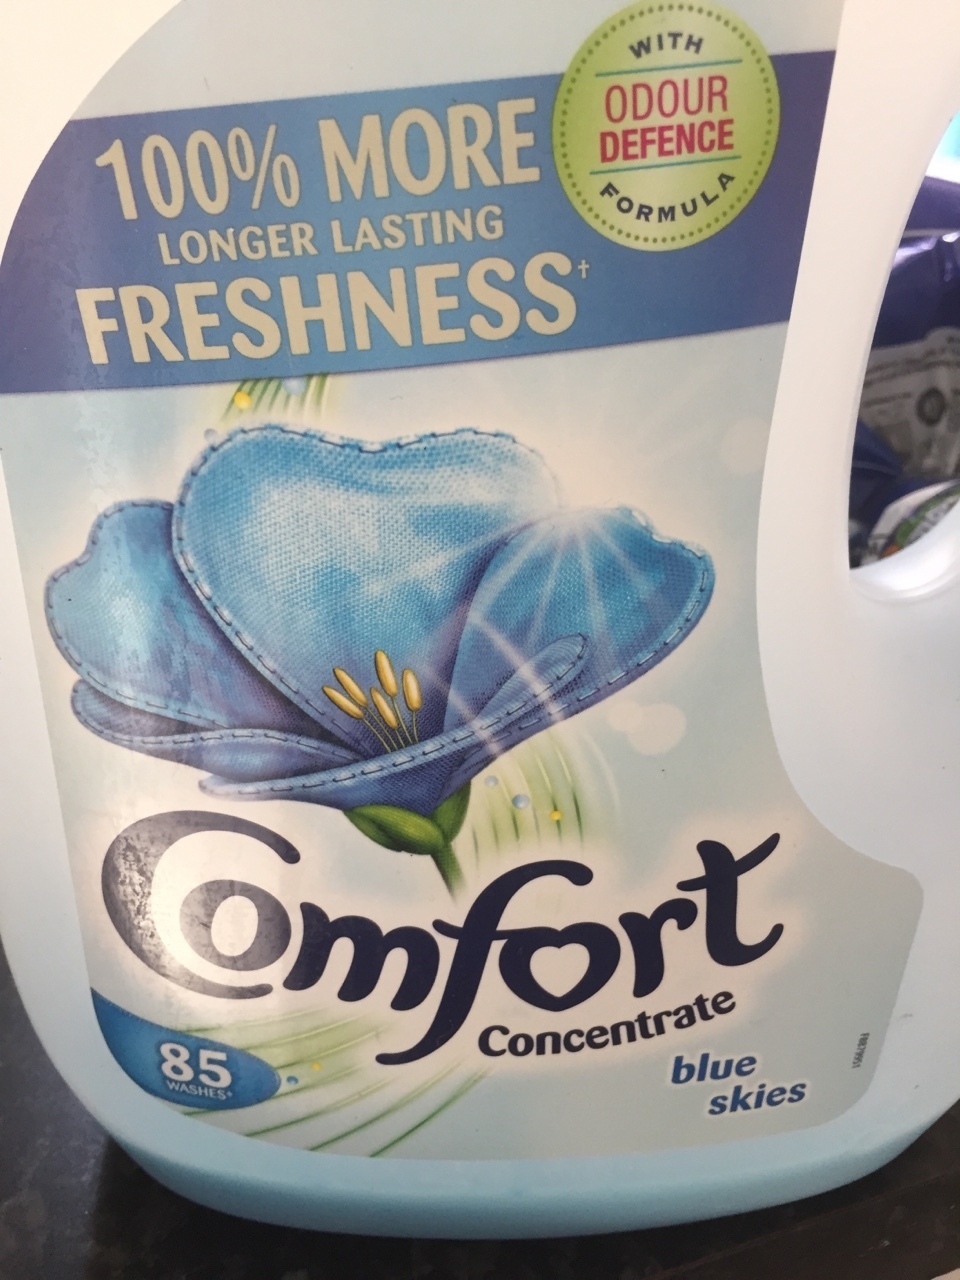 WITH
ODOUR
DEFENCE
FORMULA
100% MORE
LONGER LASTING
FRESHNESS†
Comfort
Concentrate
blue
skies
85
WASHES+